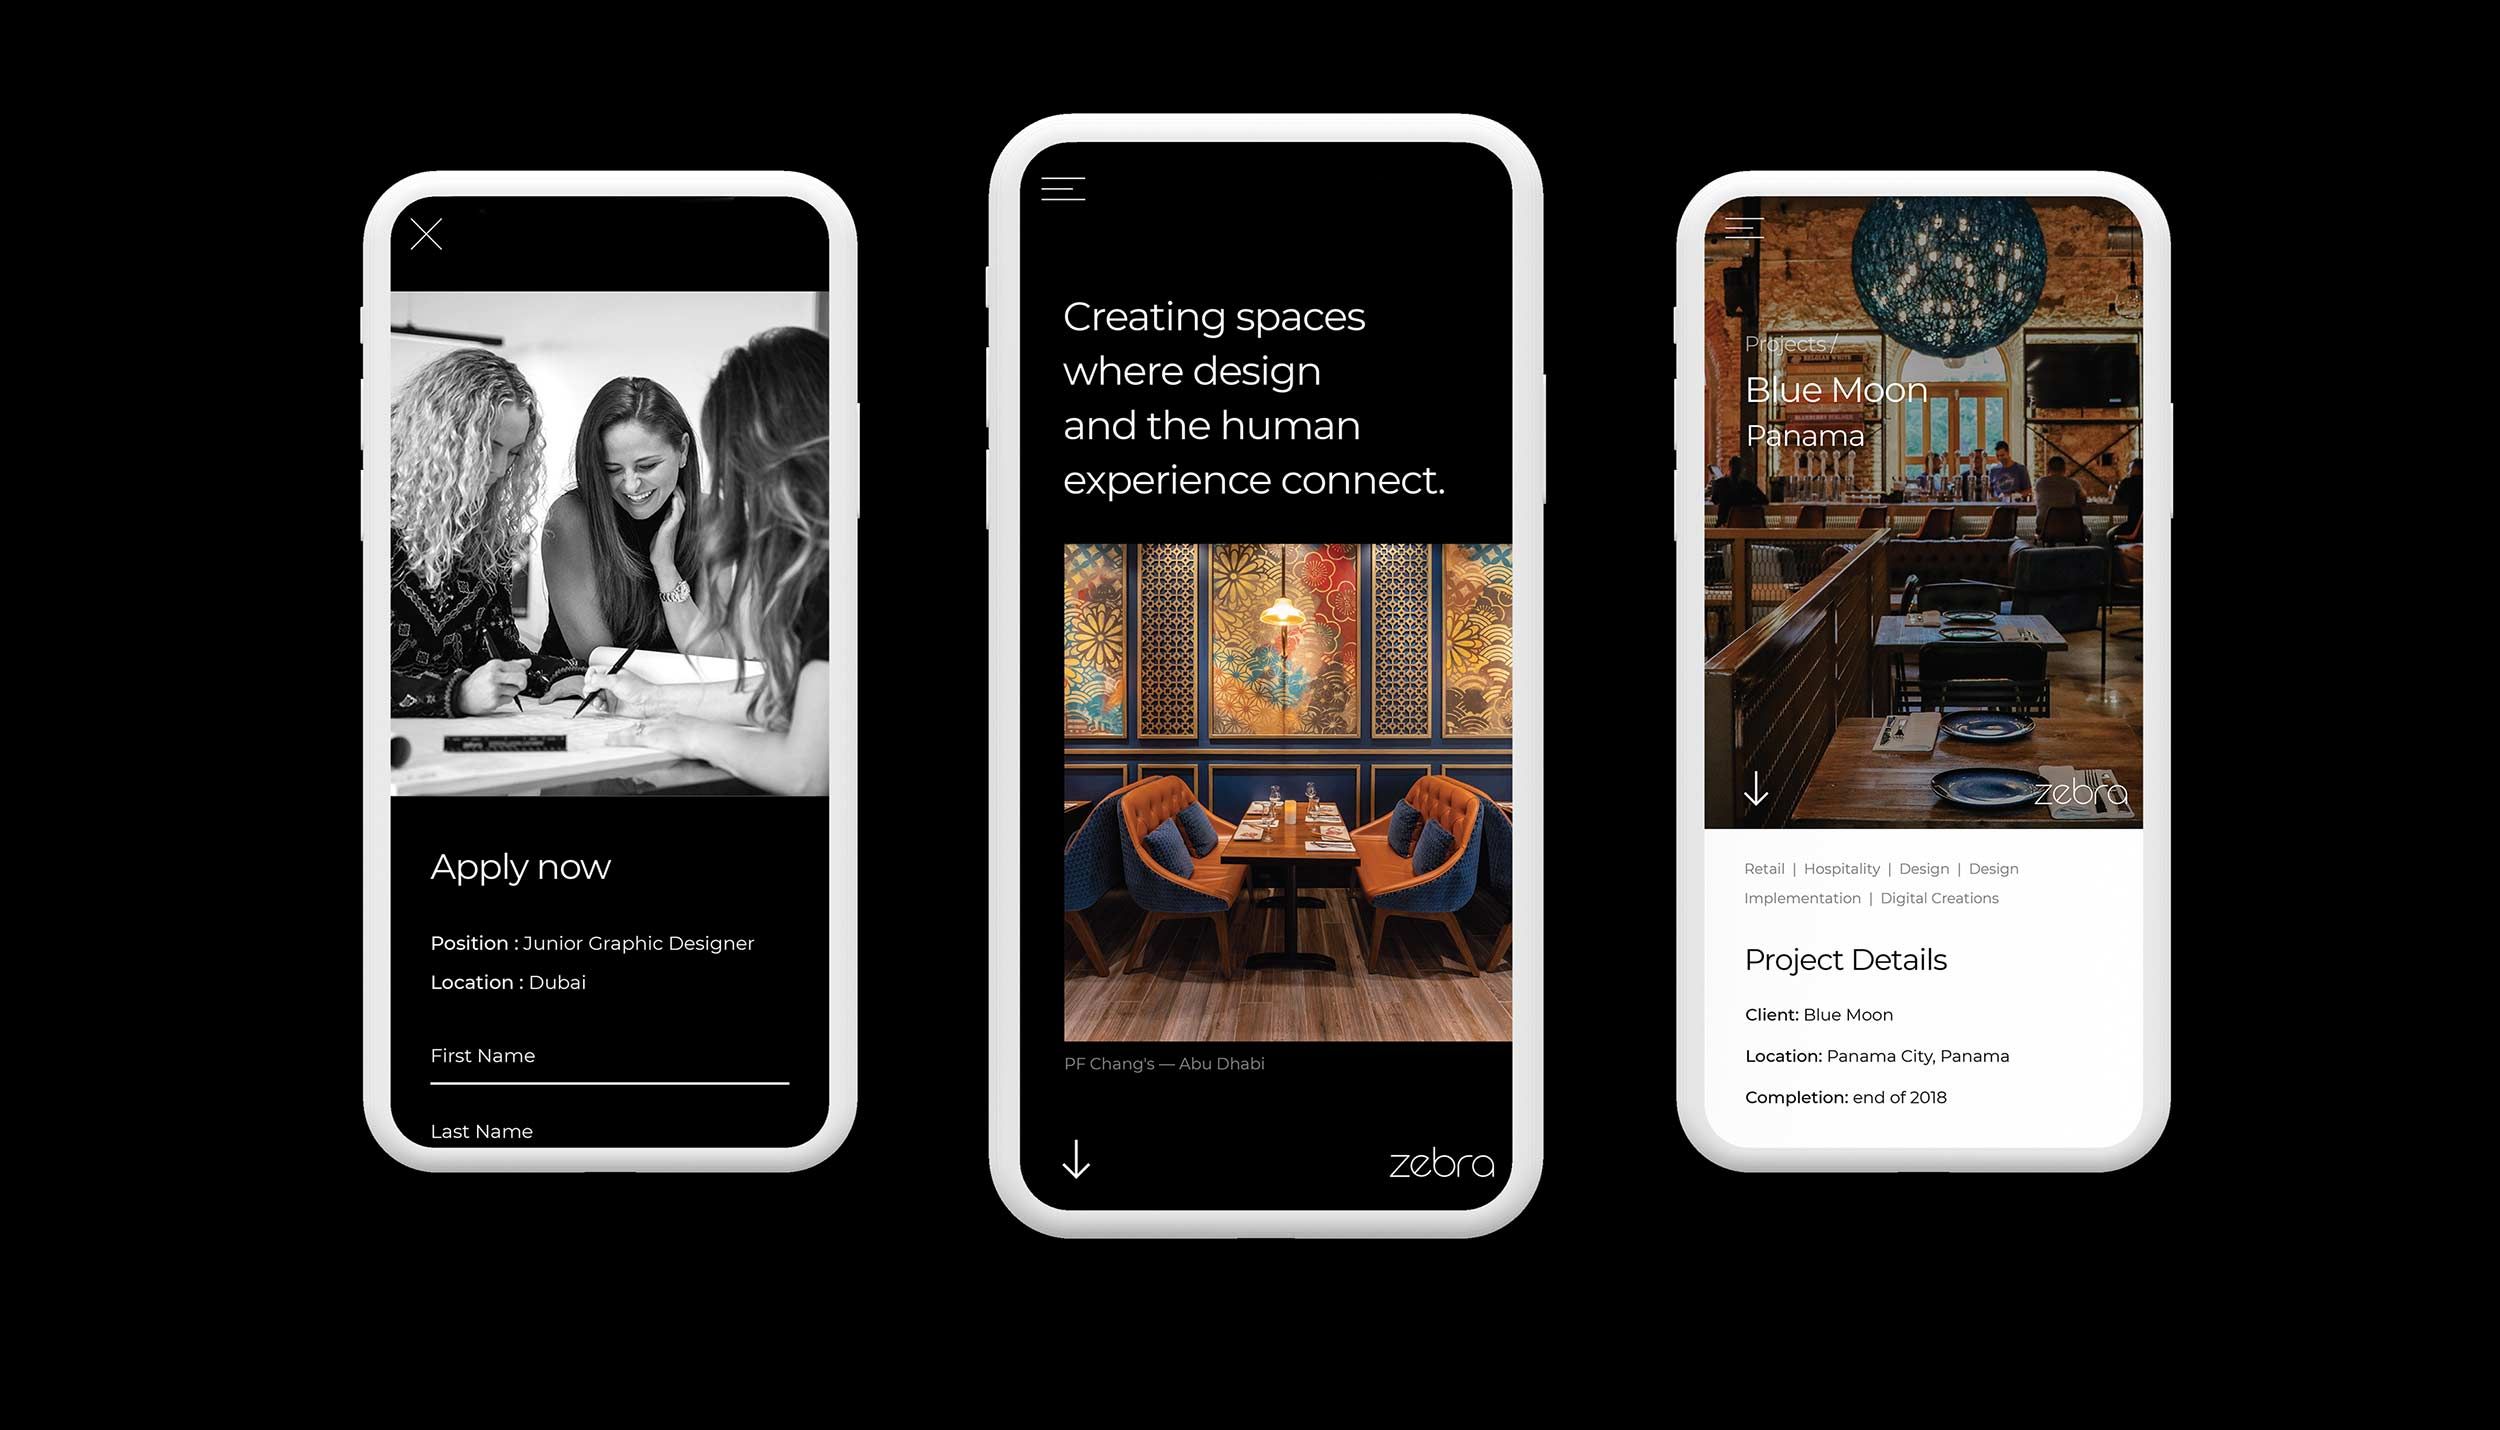 Apply now
Position : Junior Graphic Designer
Location : Dubai
First Name
Last Name
Creating spaces
where design
and the human
experience connect.
PF Chang's — Abu Dhabi
zebra
Projects /
BELGIAN WHITE
Blue Moon
Panama
zebra
Retail | Hospitality | Design | Design
Implementation | Digital Creations
Project Details
Client: Blue Moon
Location: Panama City, Panama
Completion: end of 2018